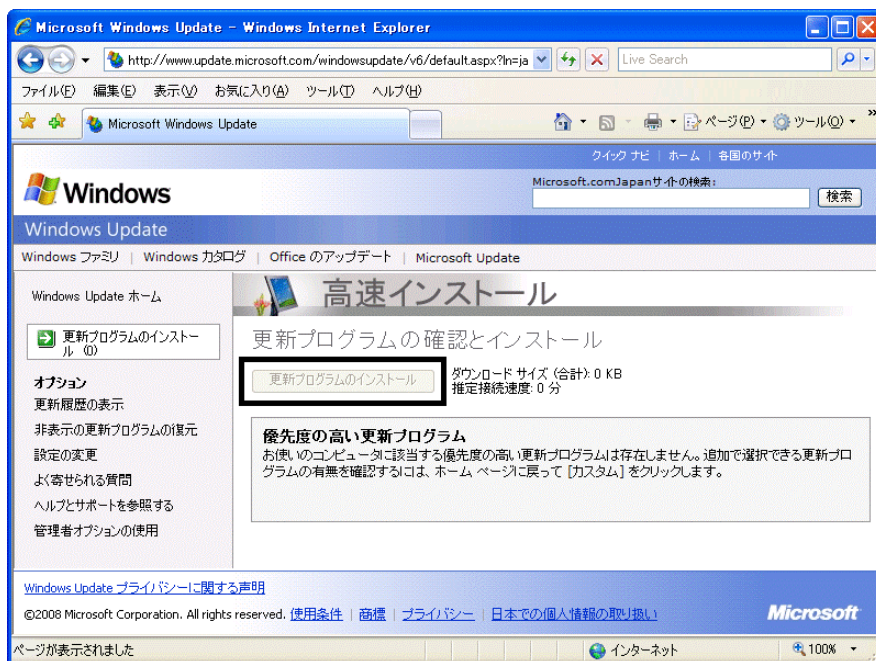 Microsoft Windows Update - Windows Internet Explorer
http://www.update.microsoft.com/windowsupdate/v6/default.aspx?ln=ja
Live Search
ファイル(F) 編集(E) 表示(V) お気に入り(A) ツール(T) ヘルプ(H)
Microsoft Windows Update
ページ(P) ツール(O) »
クイック ナビ | ホーム | 各国のサイト
Windows
Microsoft.comJapanサイトの検索:
検索
Windows Update
Windows ファミリ | Windows カタログ | Office のアップデート | Microsoft Update
Windows Update ホーム
更新プログラムのインストー
ル (0)
オプション
更新履歴の表示
非表示の更新プログラムの復元
設定の変更
よく寄せられる質問
ヘルプとサポートを参照する
管理者オプションの使用
高速インストール
更新プログラムの確認とインストール
更新プログラムのインストール
ダウンロード サイズ (合計): 0 KB
推定接続速度: 0 分
優先度の高い更新プログラム
お使いのコンピュータに該当する優先度の高い更新プログラムは存在しません。追加で選択できる更新プロ
グラムの有無を確認するには、ホーム ページに戻って [カスタム] をクリックします。
Windows Update プライバシーに関する声明
©2008 Microsoft Corporation. All rights reserved. 使用条件 | 商標 | プライバシー | 日本での個人情報の取り扱い
Microsoft
ページが表示されました
インターネット
100%